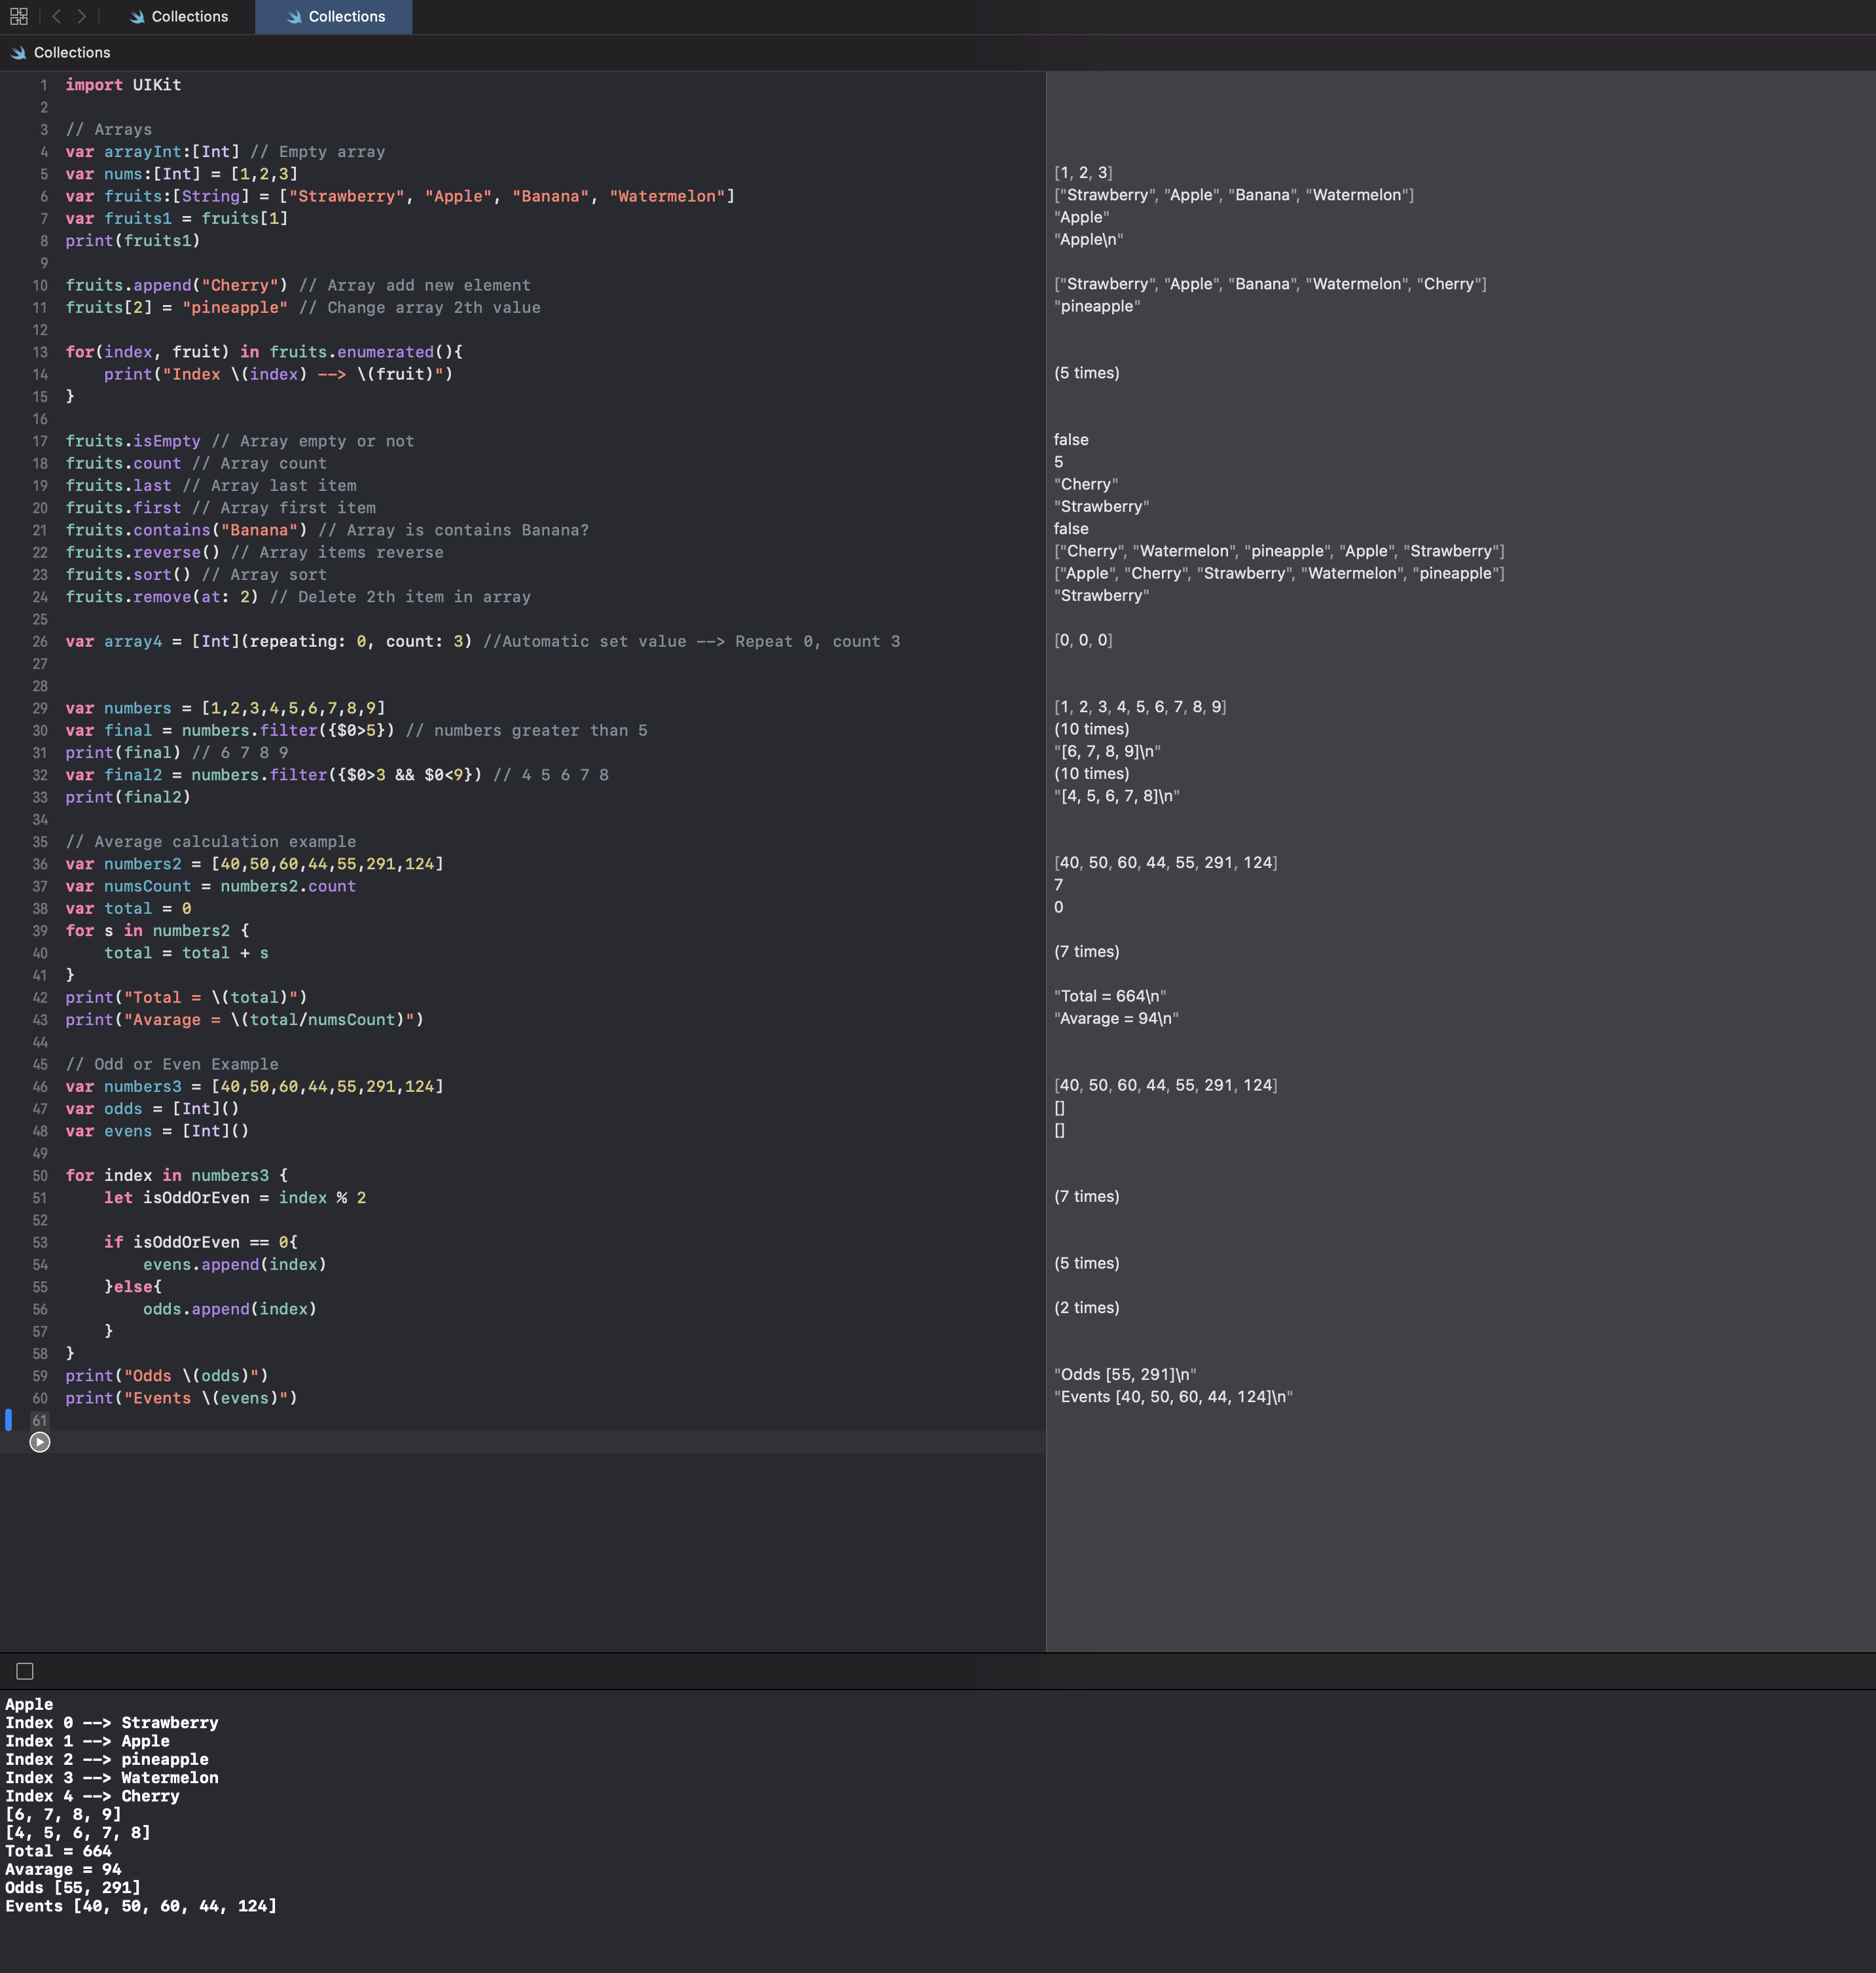 Collections
Collections
Collections
1 import UIKit
2
3 // Arrays
4 var arrayInt:[Int] // Empty array
5 var nums:[Int] = [1,2,3]
6 var fruits:[String] = ["Strawberry", "Apple", "Banana", "Watermelon"]
7 var fruits1 = fruits[1]
8 print(fruits1)
9
10 fruits.append("Cherry") // Array add new element
11 fruits[2] = "pineapple" // Change array 2th value
12
13 for(index, fruit) in fruits.enumerated(){
14     print("Index \(index) --> \(fruit)")
15 }
16
17 fruits.isEmpty // Array empty or not
18 fruits.count // Array count
19 fruits.last // Array last item
20 fruits.first // Array first item
21 fruits.contains("Banana") // Array is contains Banana?
22 fruits.reverse() // Array items reverse
23 fruits.sort() // Array sort
24 fruits.remove(at: 2) // Delete 2th item in array
25
26 var array4 = [Int](repeating: 0, count: 3) //Automatic set value --> Repeat 0, count 3
27
28
29 var numbers = [1,2,3,4,5,6,7,8,9]
30 var final = numbers.filter({$0>5}) // numbers greater than 5
31 print(final) // 6 7 8 9
32 var final2 = numbers.filter({$0>3 && $0<9}) // 4 5 6 7 8
33 print(final2)
34
35 // Average calculation example
36 var numbers2 = [40,50,60,44,55,291,124]
37 var numsCount = numbers2.count
38 var total = 0
39 for s in numbers2 {
40     total = total + s
41 }
42 print("Total = \(total)")
43 print("Avarage = \(total/numsCount)")
44
45 // Odd or Even Example
46 var numbers3 = [40,50,60,44,55,291,124]
47 var odds = [Int]()
48 var evens = [Int]()
49
50 for index in numbers3 {
51     let isOddOrEven = index % 2
52
53     if isOddOrEven == 0{
54         evens.append(index)
55     }else{
56         odds.append(index)
57     }
58 }
59 print("Odds \(odds)")
60 print("Events \(evens)")
61
[1, 2, 3]
["Strawberry", "Apple", "Banana", "Watermelon"]
"Apple"
"Apple\n"
["Strawberry", "Apple", "Banana", "Watermelon", "Cherry"]
"pineapple"
(5 times)
false
5
"Cherry"
"Strawberry"
false
["Cherry", "Watermelon", "pineapple", "Apple", "Strawberry"]
["Apple", "Cherry", "Strawberry", "Watermelon", "pineapple"]
"Strawberry"
[0, 0, 0]
[1, 2, 3, 4, 5, 6, 7, 8, 9]
(10 times)
"[6, 7, 8, 9]\n"
(10 times)
"[4, 5, 6, 7, 8]\n"
[40, 50, 60, 44, 55, 291, 124]
7
0
(7 times)
"Total = 664\n"
"Avarage = 94\n"
[40, 50, 60, 44, 55, 291, 124]
[]
[]
(7 times)
(5 times)
(2 times)
"Odds [55, 291]\n"
"Events [40, 50, 60, 44, 124]\n"
Apple
Index 0 --> Strawberry
Index 1 --> Apple
Index 2 --> pineapple
Index 3 --> Watermelon
Index 4 --> Cherry
[6, 7, 8, 9]
[4, 5, 6, 7, 8]
Total = 664
Avarage = 94
Odds [55, 291]
Events [40, 50, 60, 44, 124]